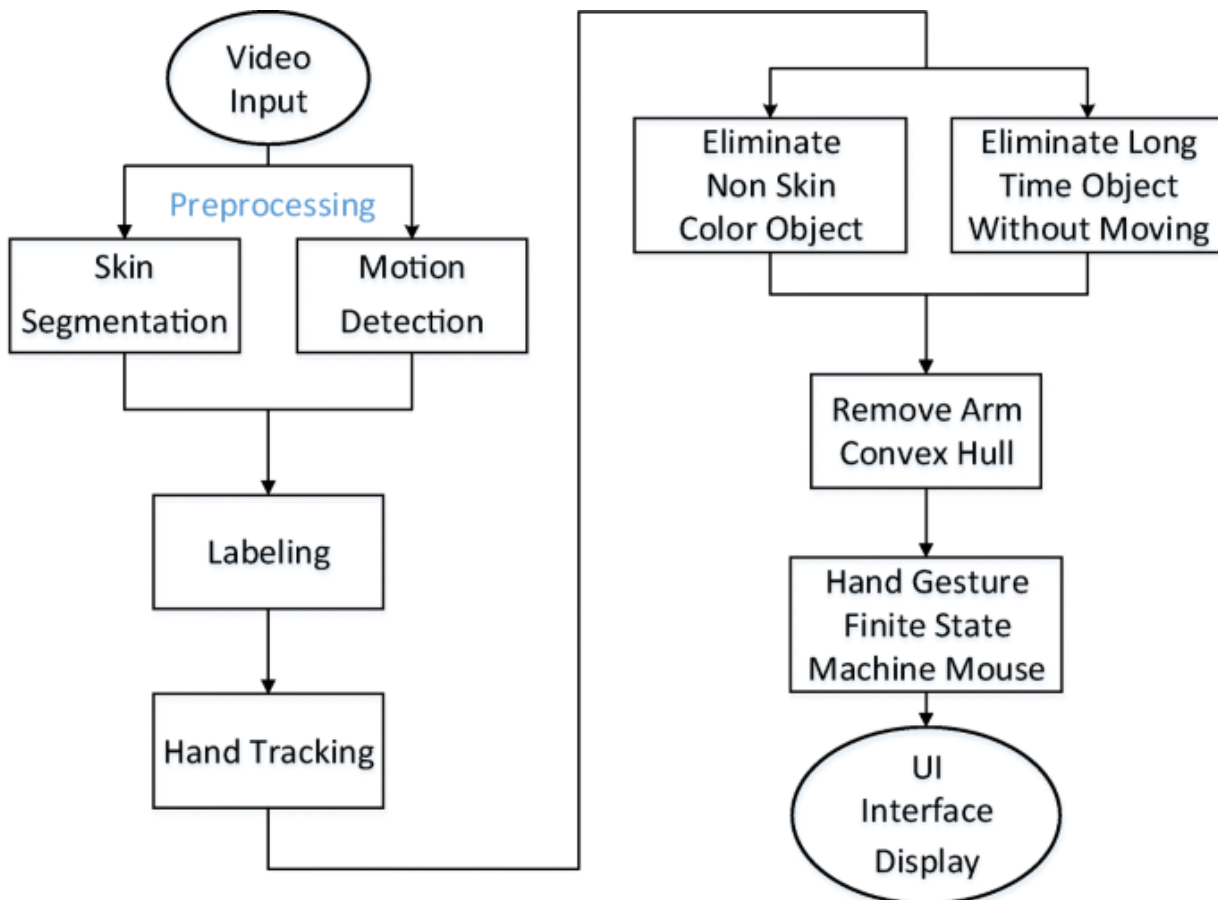 Video
Input
Preprocessing
Skin
Segmentation
Motion
Detection
Labeling
Hand Tracking
Eliminate
Non Skin
Color Object
Eliminate Long
Time Object
Without Moving
Remove Arm
Convex Hull
Hand Gesture
Finite State
Machine Mouse
UI
Interface
Display